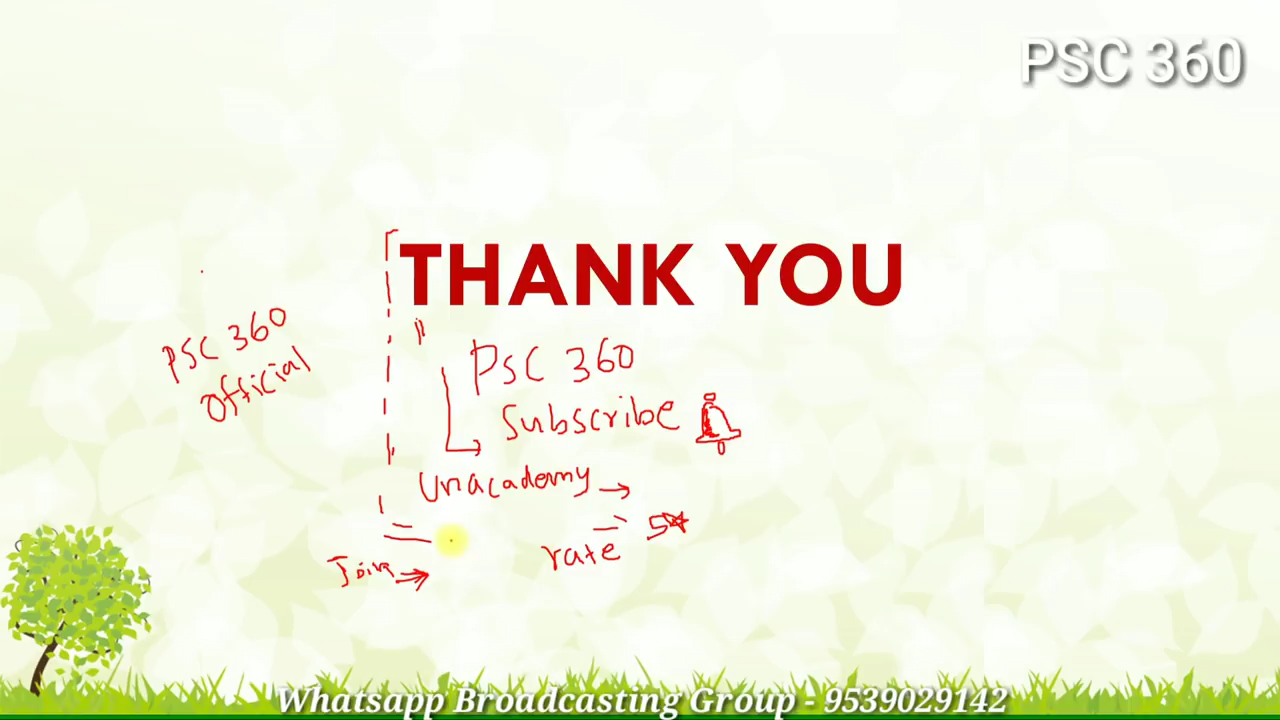 PSC 360
THANK YOU
PSC 360
Official
PSC 360
Subscribe
Unacademy
5
rate
Join
Whatsapp Broadcasting Group - 9539029142